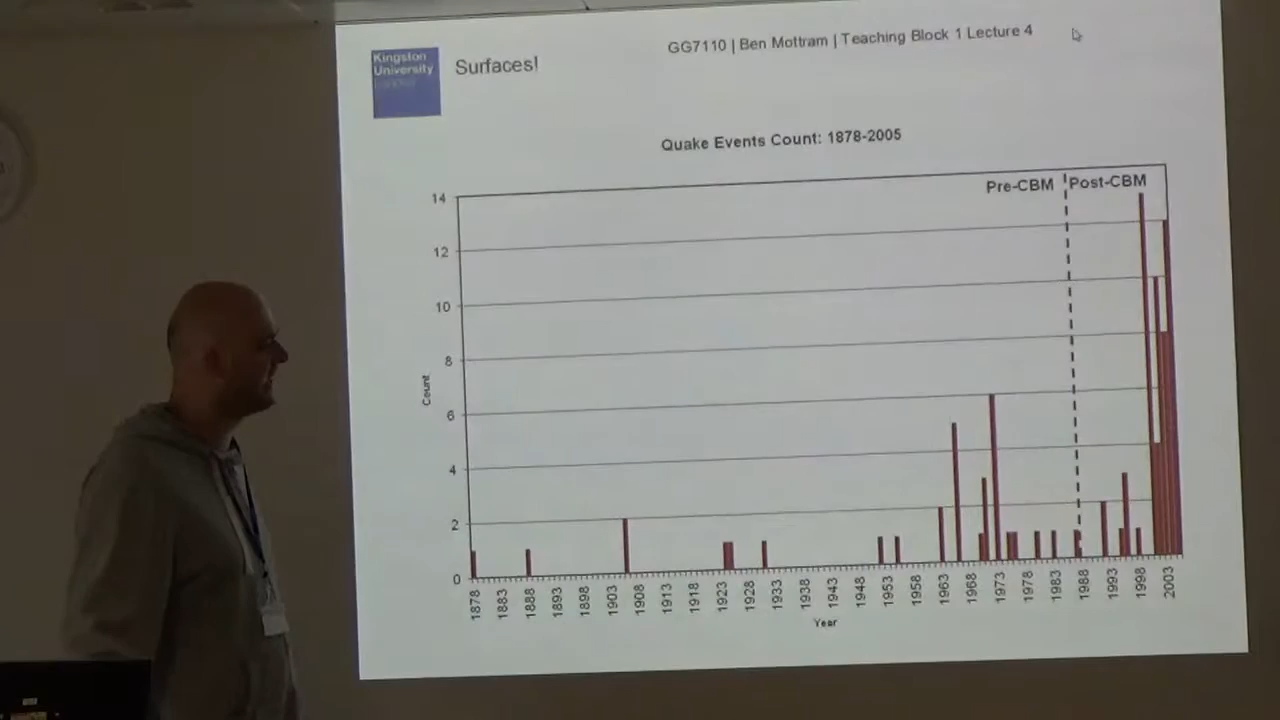 Kingston
University
London
Surfaces!
GG7110 | Ben Mottram | Teaching Block 1 Lecture 4
Quake Events Count: 1878-2005
Pre-CBM
Post-CBM
14
12
10
8
6
4
2
0
Count
1878 1883 1888 1893 1898 1903 1908 1913 1918 1923 1928 1933 1938 1943 1948 1953 1958 1963 1968 1973 1978 1983 1988 1993 1998 2003
Year